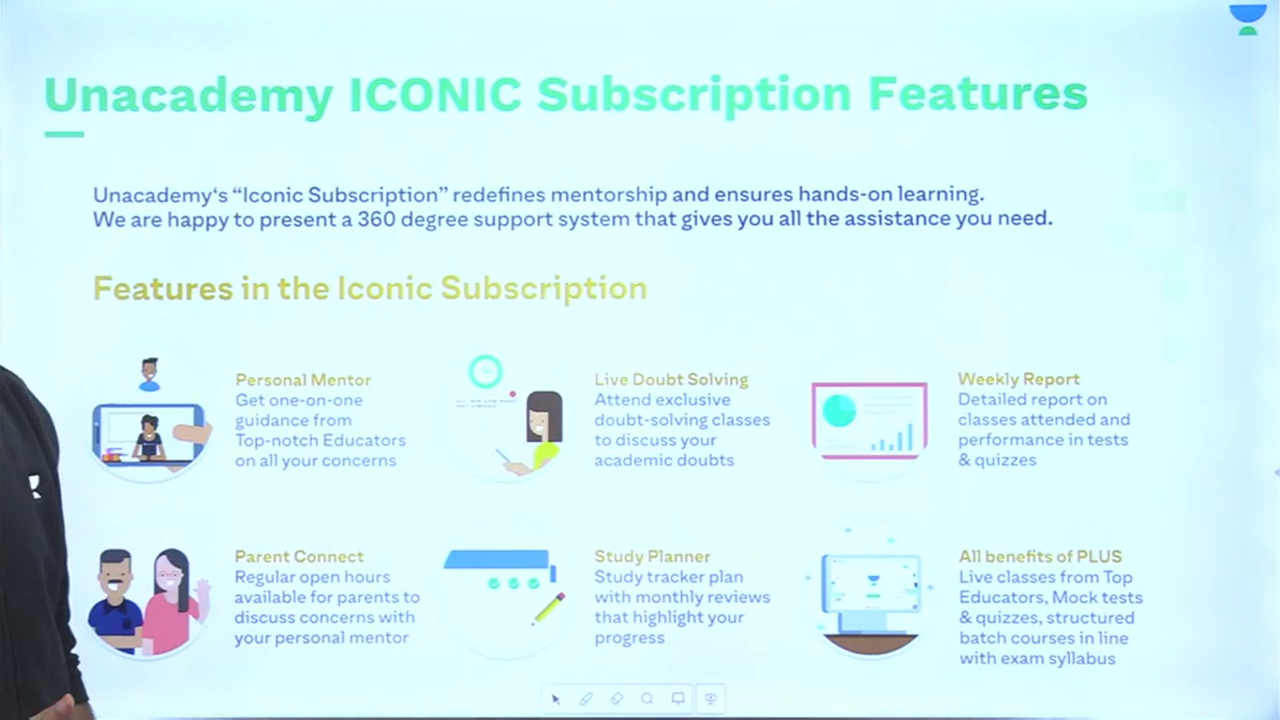 Unacademy ICONIC Subscription Features
Unacademy‘s “Iconic Subscription” redefines mentorship and ensures hands-on learning.
We are happy to present a 360 degree support system that gives you all the assistance you need.
Features in the Iconic Subscription
Personal Mentor
Get one-on-one
guidance from
Top-notch Educators
on all your concerns
Live Doubt Solving
Attend exclusive
doubt-solving classes
to discuss your
academic doubts
Weekly Report
Detailed report on
classes attended and
performance in tests
& quizzes
Parent Connect
Regular open hours
available for parents to
discuss concerns with
your personal mentor
Study Planner
Study tracker plan
with monthly reviews
that highlight your
progress
All benefits of PLUS
Live classes from Top
Educators, Mock tests
& quizzes, structured
batch courses in line
with exam syllabus